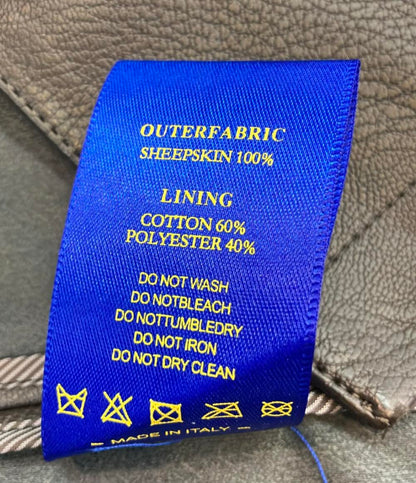 OUTERFABRIC
SHEEPSKIN 100%
LINING
COTTON 60%
POLYESTER 40%
DO NOT WASH
DO NOTBLEACH
DO NOTTUMBLEDRY
DO NOT IRON
DO NOT DRY CLEAN
MADE IN ITALY